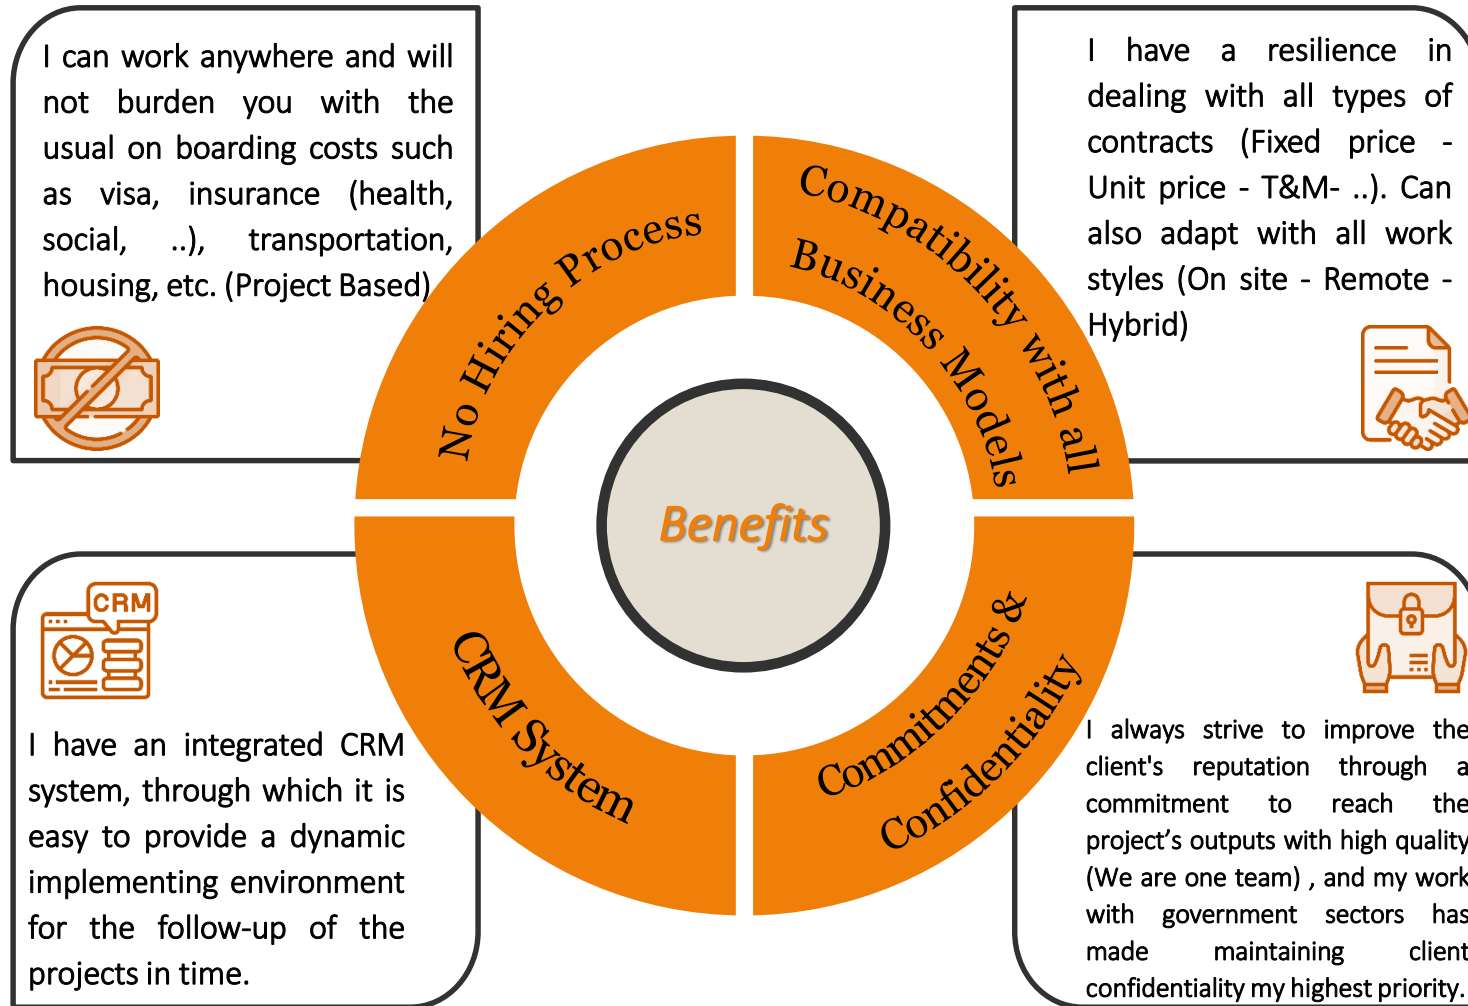 I can work anywhere and will
not burden you with the
usual on boarding costs such
as visa, insurance (health,
social, ..), transportation,
housing, etc. (Project Based)
No Hiring Process
Compatibility with all
Business Models
I have a resilience in
dealing with all types of
contracts (Fixed price -
Unit price - T&M- ..). Can
also adapt with all work
styles (On site - Remote -
Hybrid)
Benefits
CRM
I have an integrated CRM
system, through which it is
easy to provide a dynamic
implementing environment
for the follow-up of the
projects in time.
CRM System
Commitments &
Confidentiality
I always strive to improve the
client's reputation through a
commitment to reach the
project’s outputs with high quality
(We are one team) , and my work
with government sectors has
made maintaining client
confidentiality my highest priority.